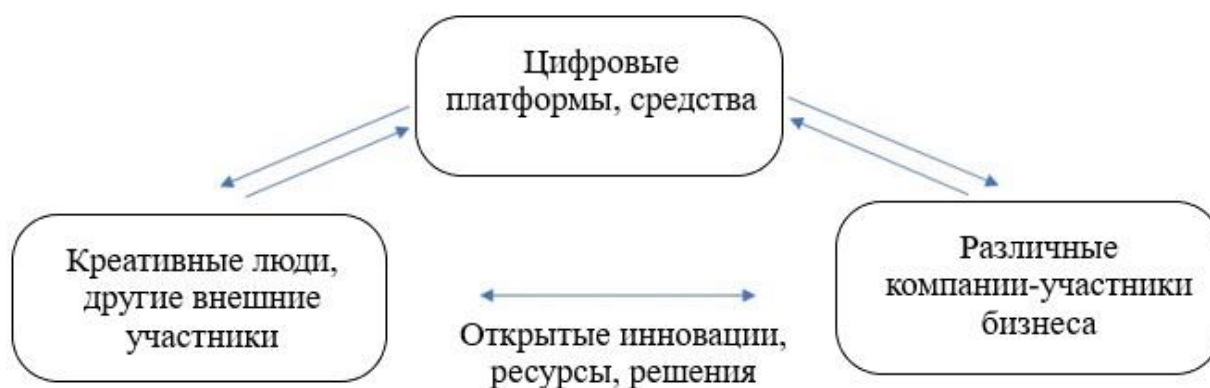 Цифровые
платформы, средства
Креативные люди,
другие внешние
участники
Различные
компании-участники
бизнеса
Открытые инновации,
ресурсы, решения